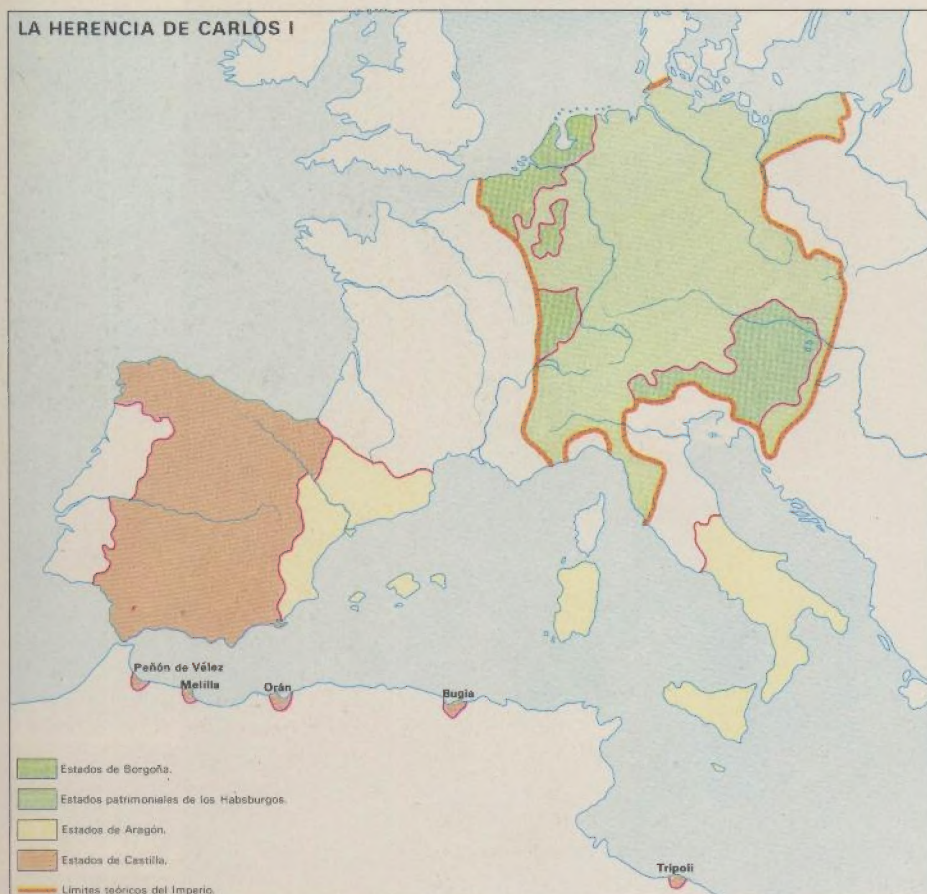 LA HERENCIA DE CARLOS I
Peñón de Vélez
Melilla
Orán
Bugia
Estados de Borgoña.
Estados patrimoniales de los Habsburgos.
Estados de Aragón.
Estados de Castilla.
Límites teóricos del Imperio.
Trípoli